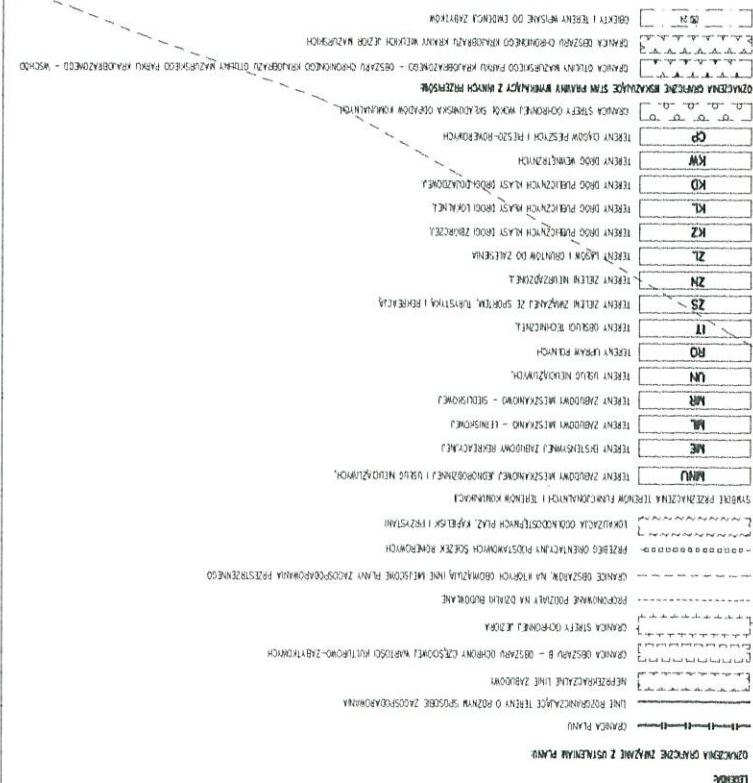 LEGENDA:
OZNACZENIA GRAFICZNE ZWIĄZANE Z USTALENIAMI PLANU:
GRANICA PLANU
LINIE ROZGRANICZAJĄCE TERENY O RÓŻNYM SPOSOBIE ZAGOSPODAROWANIA
NIEPRZEKRACZALNE LINIE ZABUDOWY
GRANICA OBSZARU B - OBSZARU OCHRONY CZĘŚCIOWEJ WARTOŚCI KULTUROWO-ZABYTKOWYCH
GRANICA STREFY OCHRONNEJ JEZIORA
PROPONOWANE PODZIAŁY NA DZIAŁKI BUDOWLANE
GRANICE OBSZARÓW, NA KTÓRYCH OBOWIĄZUJĄ INNE MIEJSCOWE PLANY ZAGOSPODAROWANIA PRZESTRZENNEGO
PRZEBIEG ORIENTACYJNY PODSTAWOWYCH ŚCIEŻEK ROWEROWYCH
LOKALIZACJA OGÓLNODOSTĘPNYCH PLAŻ, KĄPIELISK I PRZYSTANI
SYMBOLE PRZEZNACZENIA TERENÓW FUNKCJONALNYCH I TERENÓW KOMUNIKACJI
MNU TERENY ZABUDOWY MIESZKANIOWEJ JEDNORODZINNEJ I USŁUG NIEUCIĄŻLIWYCH,
ME TERENY EKSTENSYWNEJ ZABUDOWY REKREACYJNEJ
ML TERENY ZABUDOWY MIESZKANIO - LETNISKOWEJ
MR TERENY ZABUDOWY MIESZKANIOWO - SIEDLISKOWEJ
UN TERENY USŁUG NIEUCIĄŻLIWYCH,
RO TERENY UPRAW POLNYCH
IT TERENY OBSŁUGI TECHNICZNEJ
ZS TERENY ZIELENI ZWIĄZANEJ ZE SPORTEM, TURYSTYKĄ I REKREACJĄ
ZN TERENY ZIELENI NIEURZĄDZONEJ
ZL TERENY LASÓW I GRUNTÓW DO ZALESIENIA
KZ TERENY DRÓG PUBLICZNYCH KLASY DROGI ZBIORCZEJ
KL TERENY DRÓG PUBLICZNYCH KLASY DROGI LOKALNEJ
KD TERENY DRÓG PUBLICZNYCH KLASY DROGI DOJAZDOWEJ
KW TERENY DRÓG WEWNĘTRZNYCH
CP TERENY CIĄGÓW PIESZYCH I PIESZO-ROWEROWYCH
GRANICA STREFY OCHRONNEJ WOKÓŁ SKŁADOWISKA ODPADÓW KOMUNALNYCH
OZNACZENIA GRAFICZNE WSKAZUJĄCE STAN PRAWNY WYNIKAJĄCY Z INNYCH PRZEPISÓW:
GRANICA OTULINY MAZURSKIEGO PARKU KRAJOBRAZOWEGO - OBSZARU CHRONIONEGO KRAJOBRAZU OTULINY MAZURSKIEGO PARKU KRAJOBRAZOWEGO - WSCHÓD
GRANICA OBSZARU CHRONIONEGO KRAJOBRAZU KRAINY WIELKICH JEZIOR MAZURSKICH
OBIEKTY I TERENY WPISANE DO EWIDENCJI ZABYTKÓW